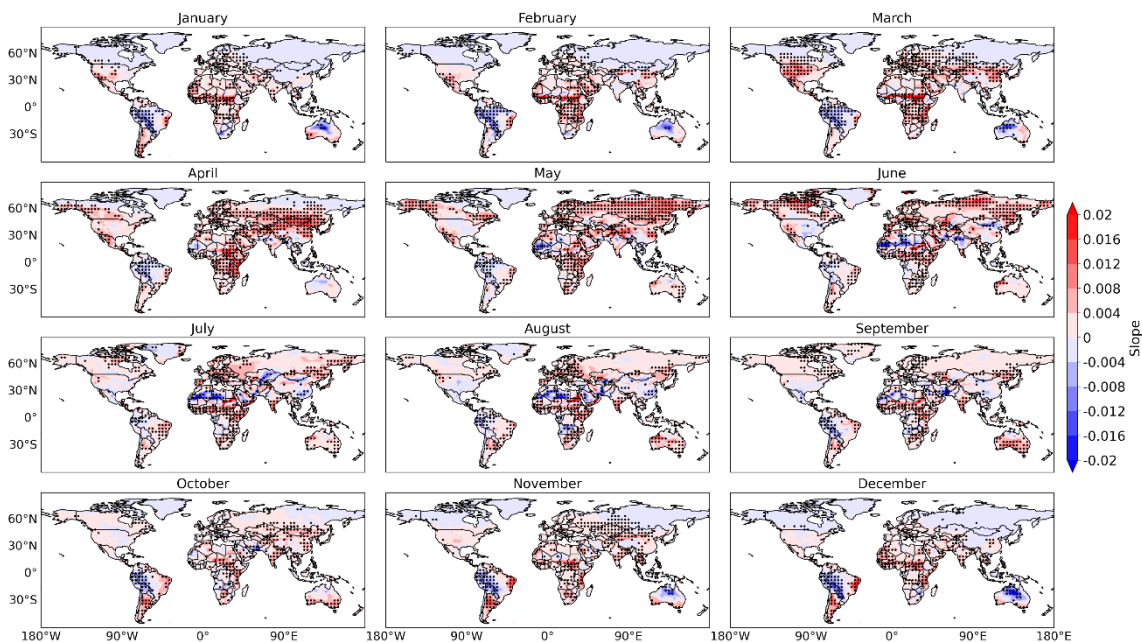 January February March
60°N
30°N
0°
30°S
April May June
60°N
30°N
0°
30°S
July August September
60°N
30°N
0°
30°S
October November December
60°N
30°N
0°
30°S
180°W 90°W 0° 90°E 180°W 90°W 0° 90°E 180°W 90°W 0° 90°E 180°E
0.02
0.016
0.012
0.008
0.004
0
-0.004
-0.008
-0.012
-0.016
-0.02
Slope